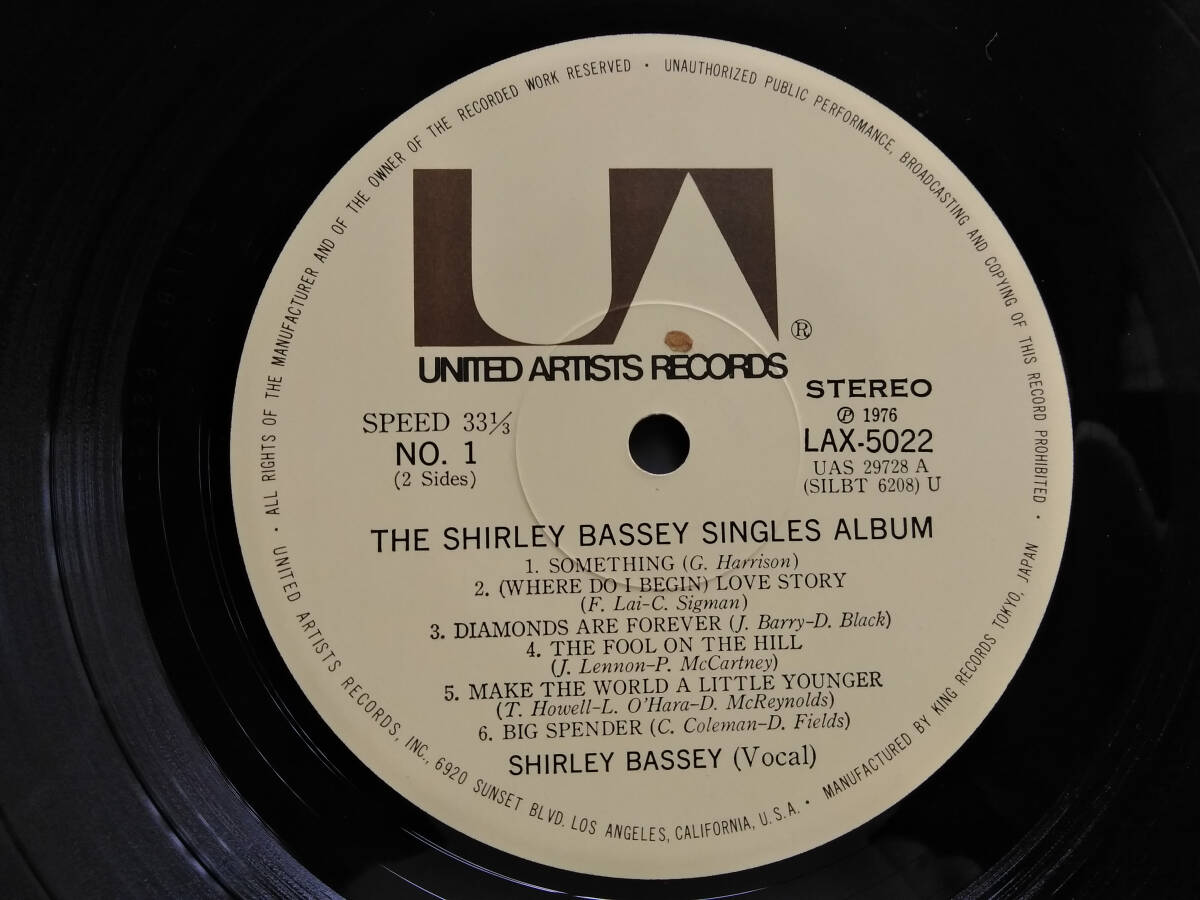 UNITED ARTISTS RECORDS, INC., 6920 SUNSET BLVD. LOS ANGELES, CALIFORNIA, U.S.A. • MANUFACTURED BY KING RECORDS TOKYO, JAPAN
• ALL RIGHTS OF THE MANUFACTURER AND OF THE OWNER OF THE RECORDED WORK RESERVED • UNAUTHORIZED PUBLIC PERFORMANCE, BROADCASTING AND COPYING OF THIS RECORD PROHIBITED •
UA ®
UNITED ARTISTS RECORDS
SPEED 33⅓
NO. 1
(2 Sides)
STEREO
Ⓟ 1976
LAX-5022
UAS 29728 A
(SILBT 6208) U
THE SHIRLEY BASSEY SINGLES ALBUM
1. SOMETHING (G. Harrison)
2. (WHERE DO I BEGIN) LOVE STORY
(F. Lai-C. Sigman)
3. DIAMONDS ARE FOREVER (J. Barry-D. Black)
4. THE FOOL ON THE HILL
(J. Lennon-P. McCartney)
5. MAKE THE WORLD A LITTLE YOUNGER
(T. Howell-L. O'Hara-D. McReynolds)
6. BIG SPENDER (C. Coleman-D. Fields)
SHIRLEY BASSEY (Vocal)